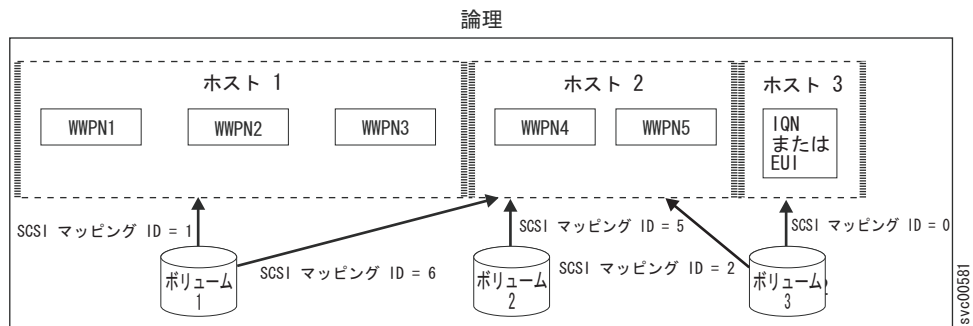 論理
ホスト 1
ホスト 2
ホスト 3
WWPN1
WWPN2
WWPN3
WWPN4
WWPN5
IQN
または
EUI
SCSI マッピング ID = 1
SCSI マッピング ID = 6
SCSI マッピング ID = 5
SCSI マッピング ID = 2
SCSI マッピング ID = 0
ボリューム
1
ボリューム
2
ボリューム
3
2
svc00581